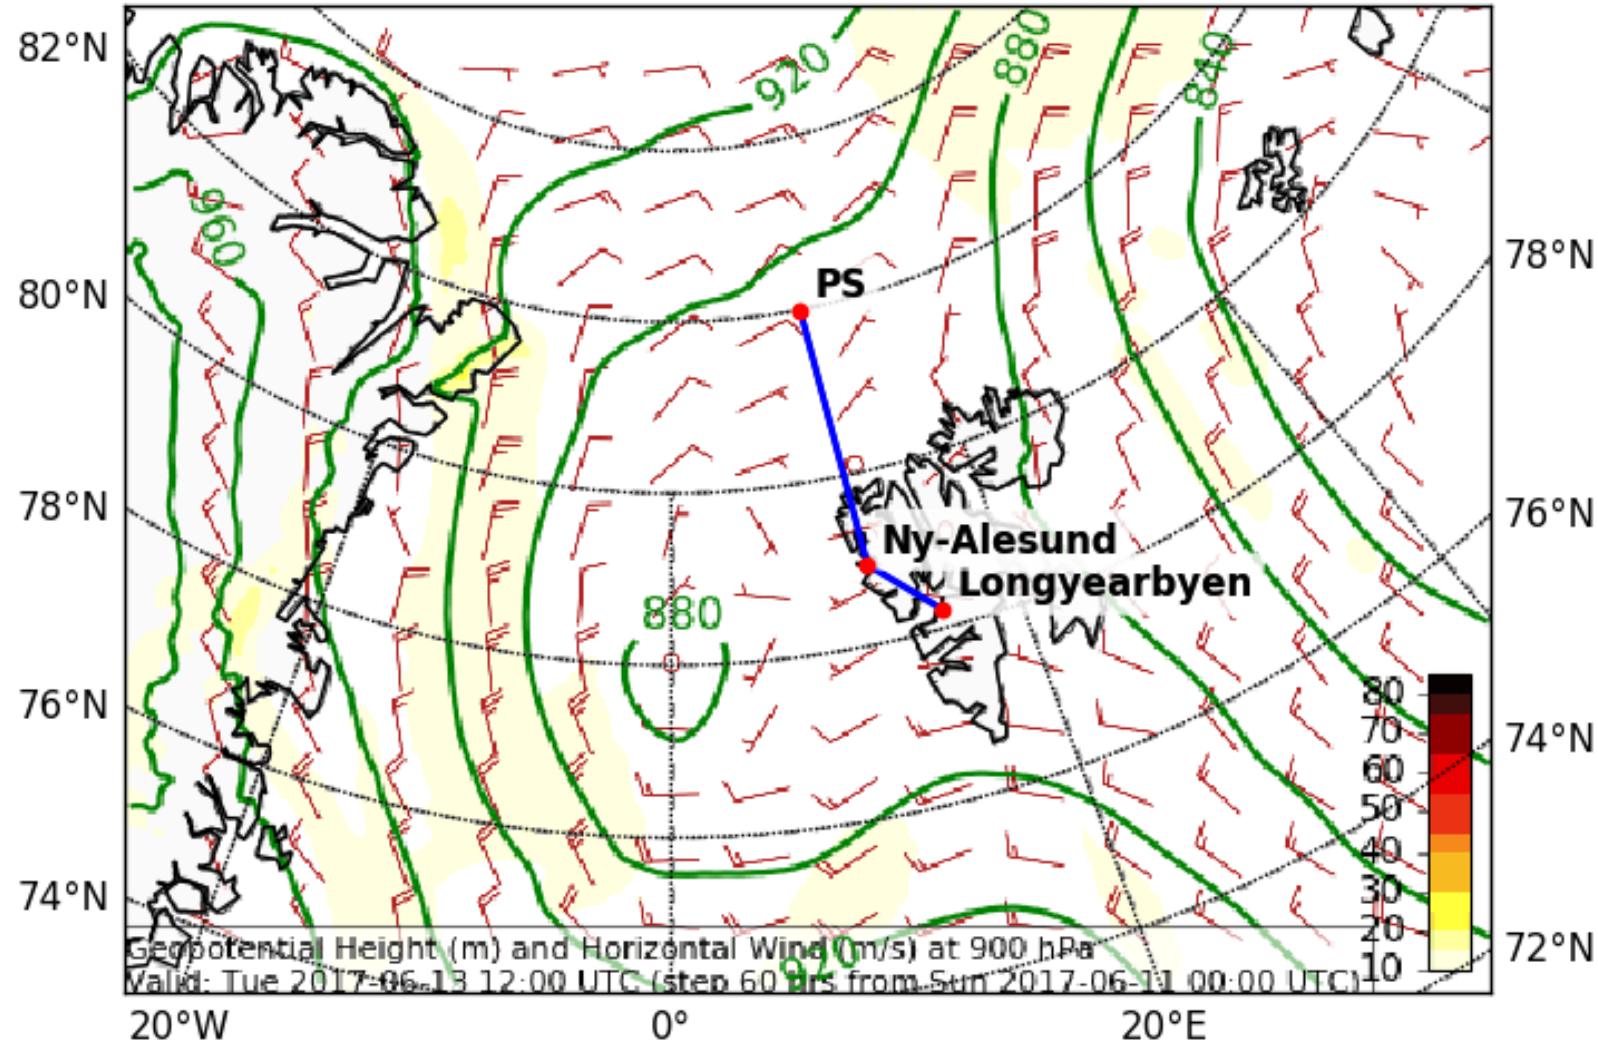 82°N
80°N
78°N
76°N
74°N
920
880
840
960
PS
78°N
Ny-Alesund
Longyearbyen
76°N
880
74°N
80
70
60
50
40
30
20
10
72°N
920
Geopotential Height (m) and Horizontal Wind (m/s) at 900 hPa
Valid: Tue 2017-06-13 12:00 UTC (step 60 hrs from Sun 2017-06-11 00:00 UTC)
20°W
0°
20°E